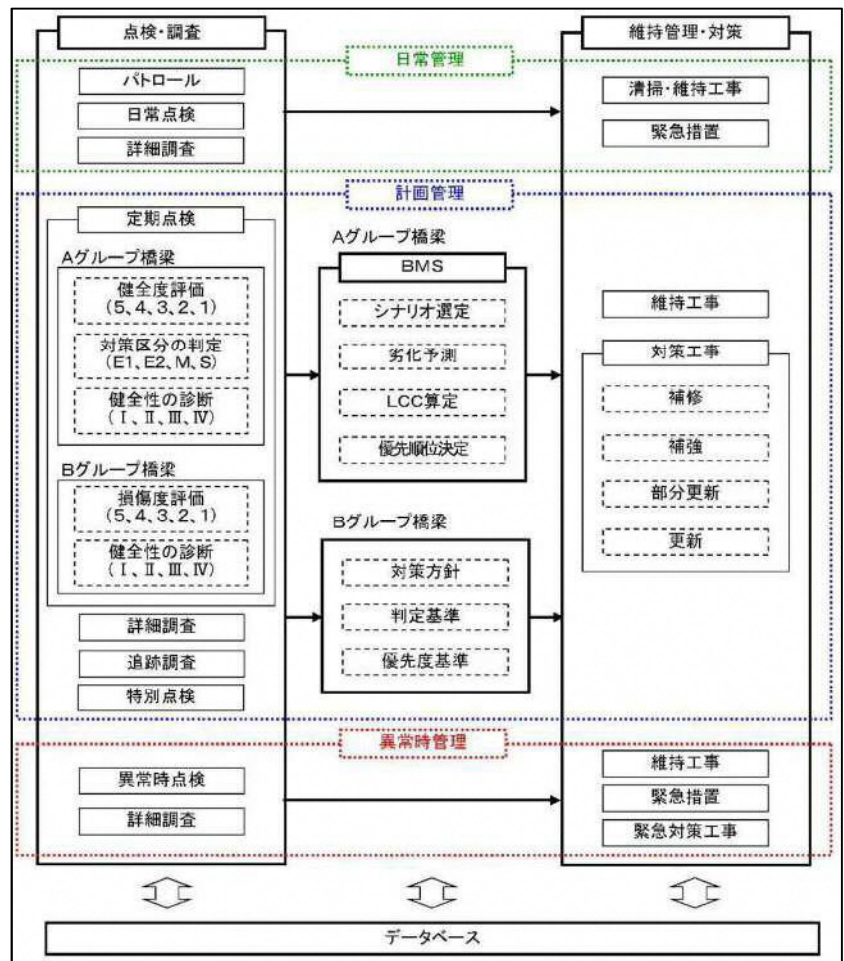 点検・調査
維持管理・対策
日常管理
パトロール
日常点検
詳細調査
清掃・維持工事
緊急措置
計画管理
定期点検
Aグループ橋梁
健全度評価
(5、4、3、2、1)
対策区分の判定
(E1、E2、M、S)
健全性の診断
(Ⅰ、Ⅱ、Ⅲ、Ⅳ)
Bグループ橋梁
損傷度評価
(5、4、3、2、1)
健全性の診断
(Ⅰ、Ⅱ、Ⅲ、Ⅳ)
詳細調査
追跡調査
特別点検
Aグループ橋梁
BMS
シナリオ選定
劣化予測
LCC算定
優先順位決定
Bグループ橋梁
対策方針
判定基準
優先度基準
維持工事
対策工事
補修
補強
部分更新
更新
異常時管理
異常時点検
詳細調査
維持工事
緊急措置
緊急対策工事
データベース